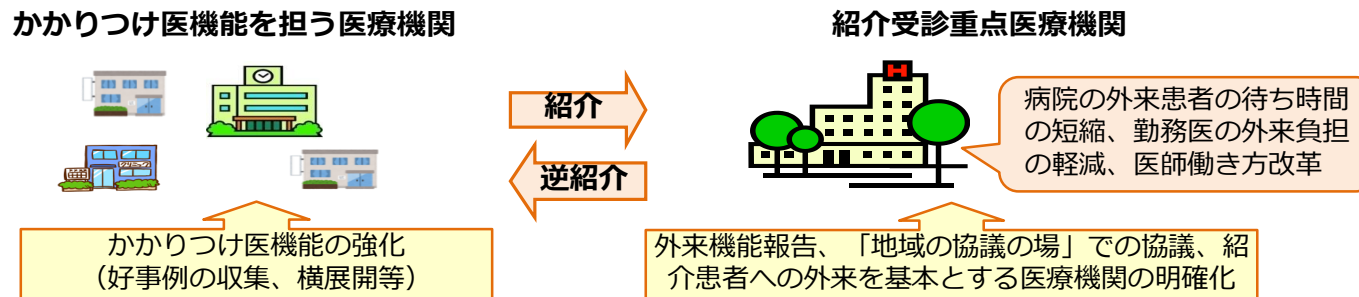 かかりつけ医機能を担う医療機関
紹介受診重点医療機関
紹介
逆紹介
病院の外来患者の待ち時間
の短縮、勤務医の外来負担
の軽減、医師働き方改革
かかりつけ医機能の強化
（好事例の収集、横展開等）
外来機能報告、「地域の協議の場」での協議、紹
介患者への外来を基本とする医療機関の明確化